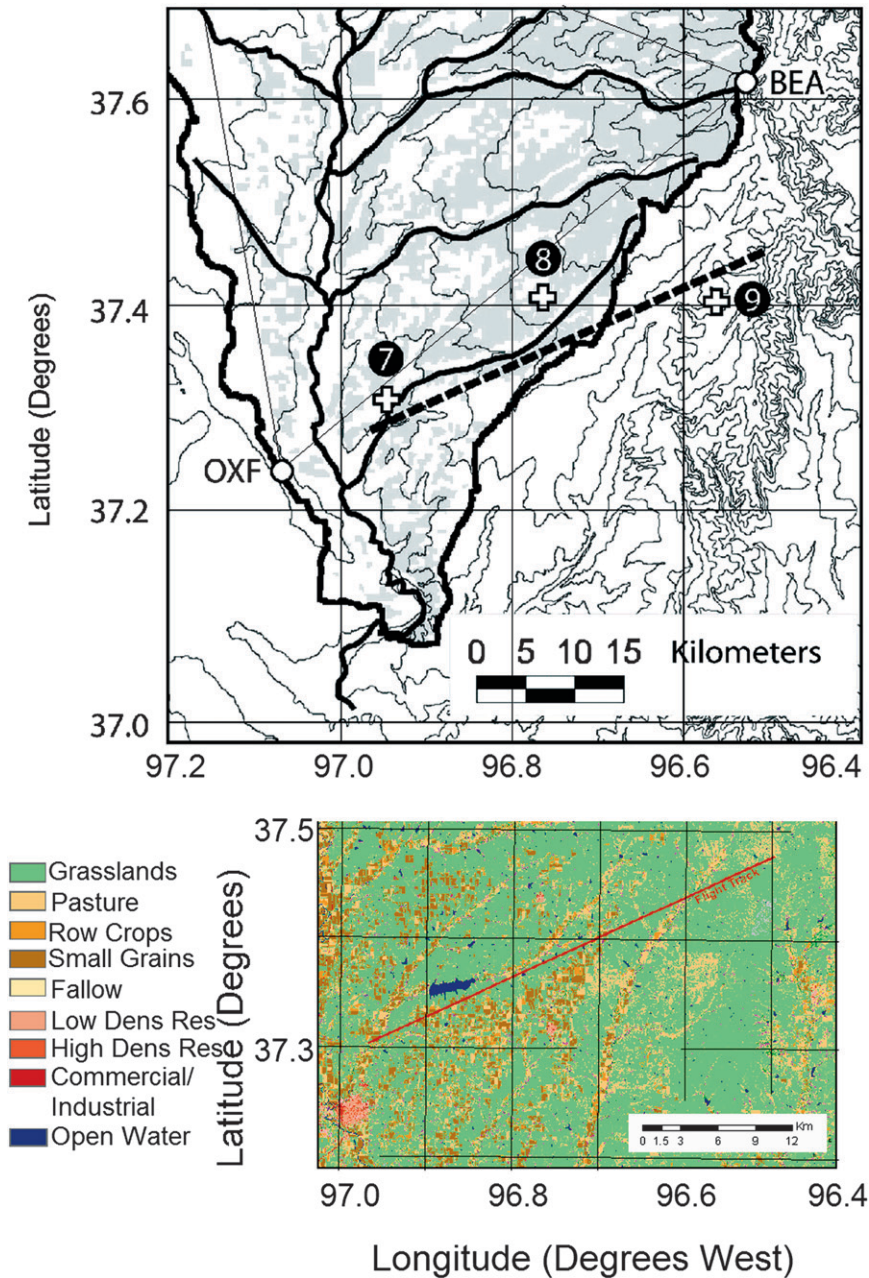 Latitude (Degrees)
37.6
37.4
37.2
37.0
BEA
8
9
7
OXF
0 5 10 15 Kilometers
97.2 97.0 96.8 96.6 96.4
Grasslands
Pasture
Row Crops
Small Grains
Fallow
Low Dens Res
High Dens Res
Commercial/
Industrial
Open Water
Latitude (Degrees)
37.5
37.3
Flight Track
Km
0 1.5 3 6 9 12
97.0 96.8 96.6 96.4
Longitude (Degrees West)